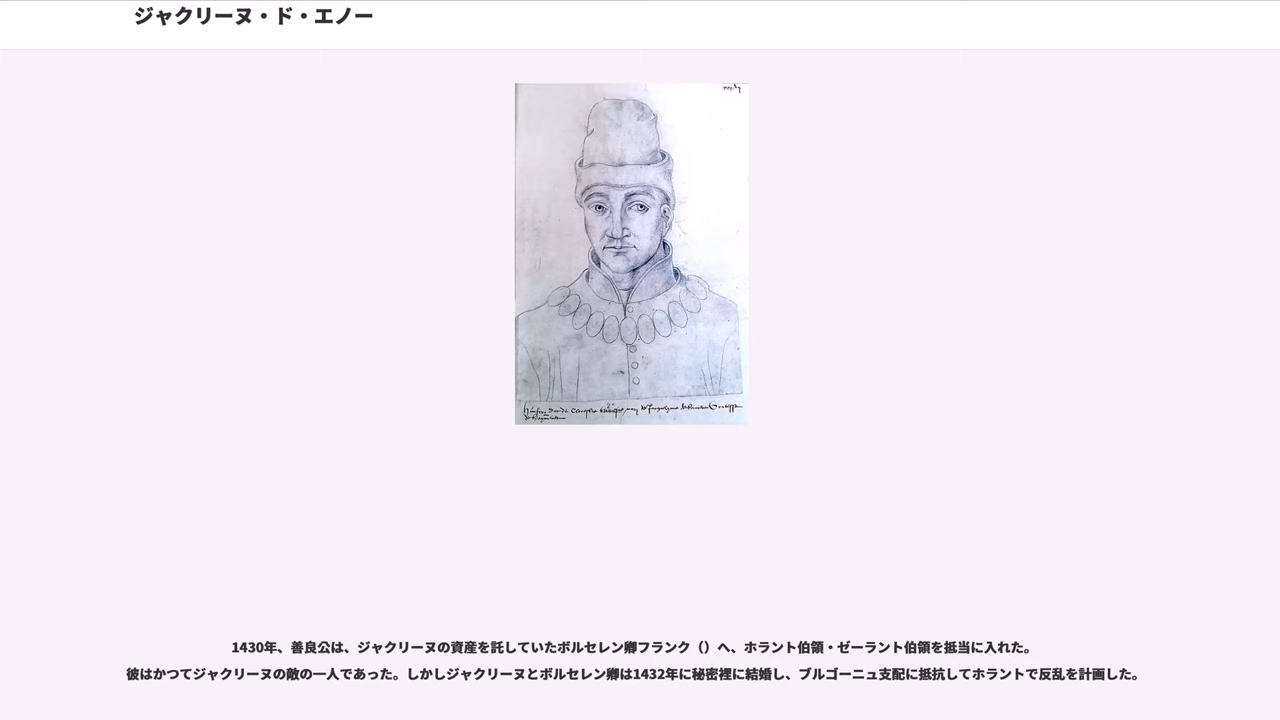 ジャクリーヌ・ド・エノー
1430年、善良公は、ジャクリーヌの資産を託していたボルセレン卿フランク（）へ、ホラント伯領・ゼーラント伯領を抵当に入れた。
彼はかつてジャクリーヌの敵の一人であった。しかしジャクリーヌとボルセレン卿は1432年に秘密裡に結婚し、ブルゴーニュ支配に抵抗してホラントで反乱を計画した。